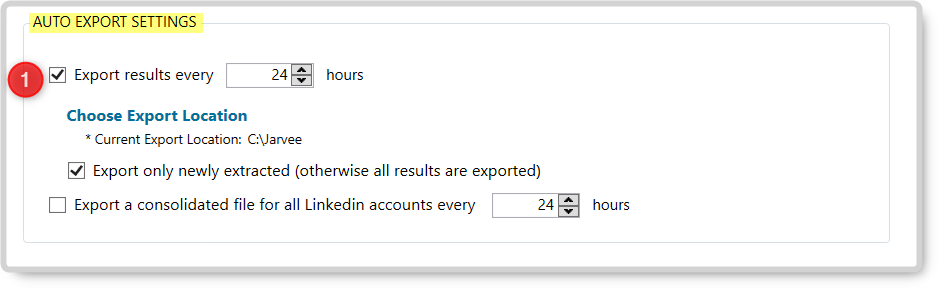 AUTO EXPORT SETTINGS
1 Export results every 24 hours
Choose Export Location
* Current Export Location: C:\Jarvee
Export only newly extracted (otherwise all results are exported)
Export a consolidated file for all Linkedin accounts every 24 hours